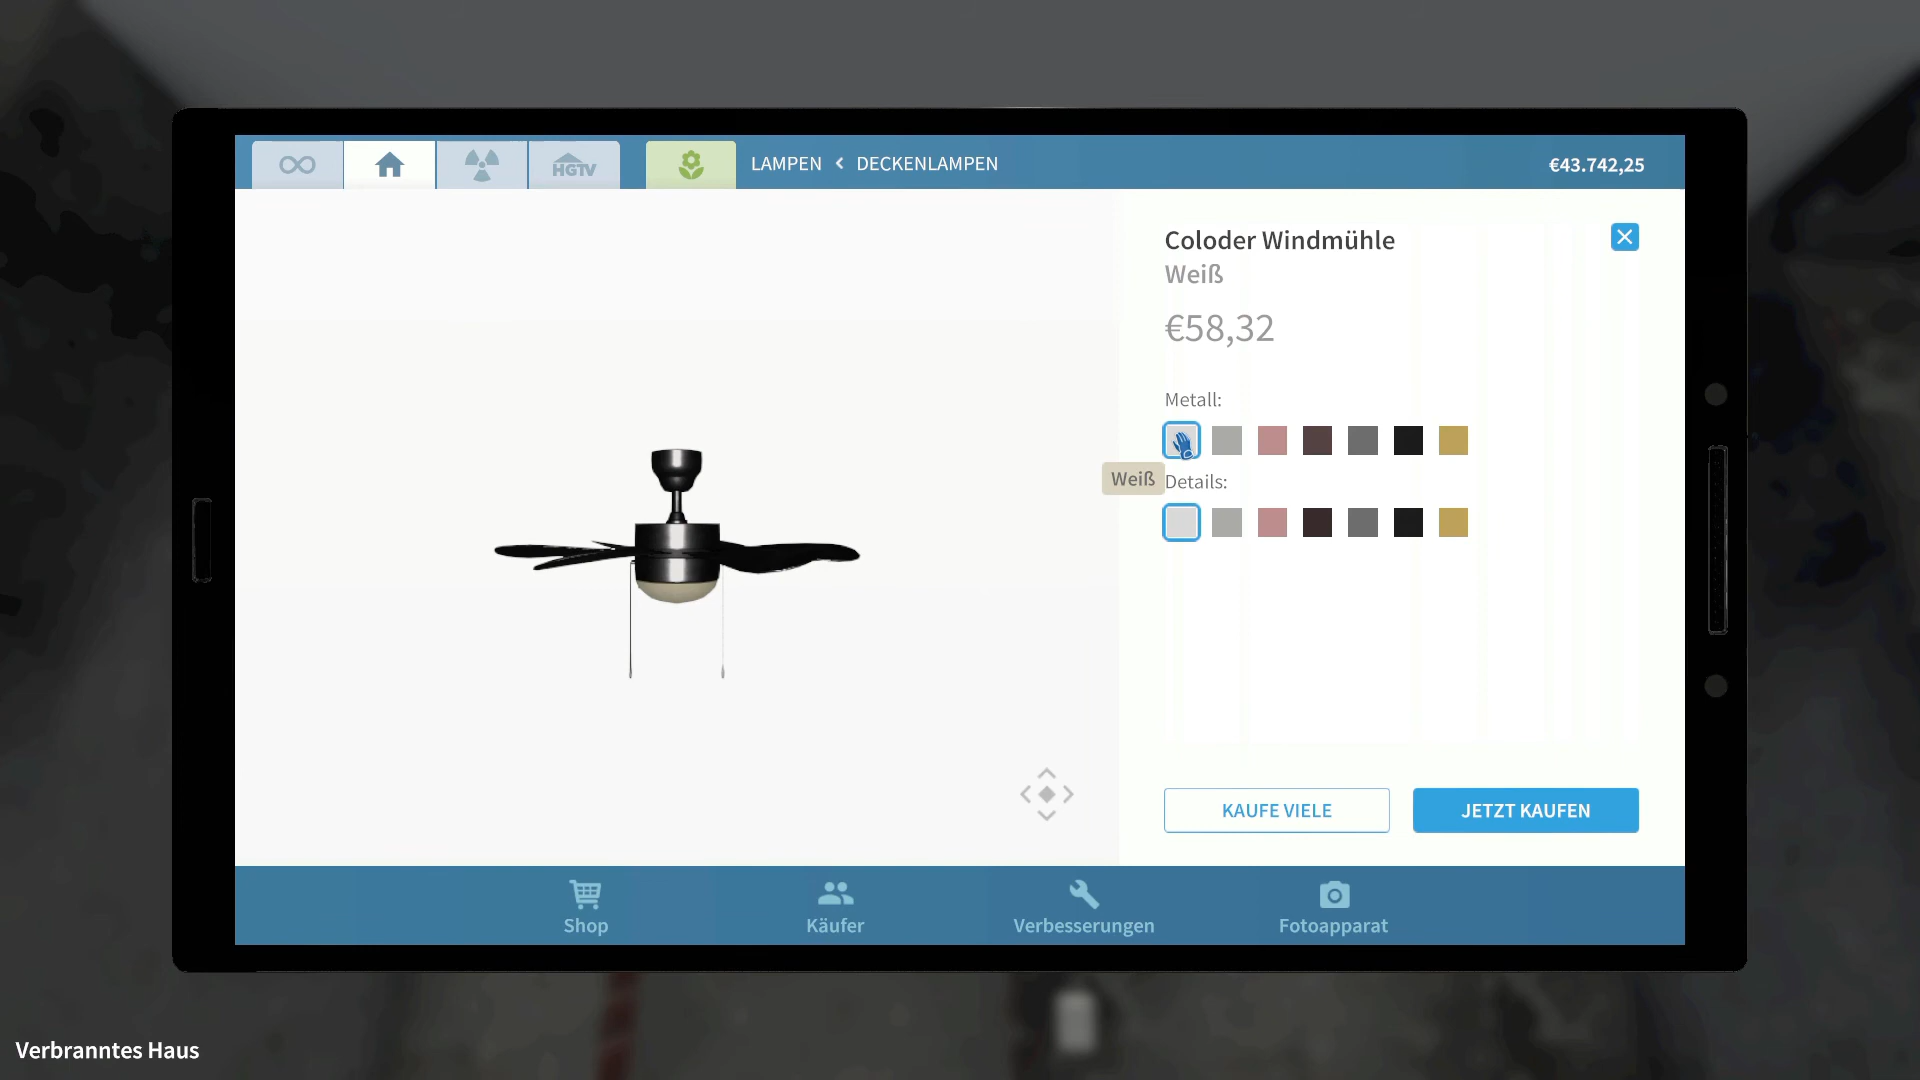 HGTV
LAMPEN < DECKENLAMPEN
€43.742,25
Coloder Windmühle
Weiß
€58,32
Metall:
Weiß
Details:
KAUFE VIELE
JETZT KAUFEN
Shop
Käufer
Verbesserungen
Fotoapparat
Verbranntes Haus